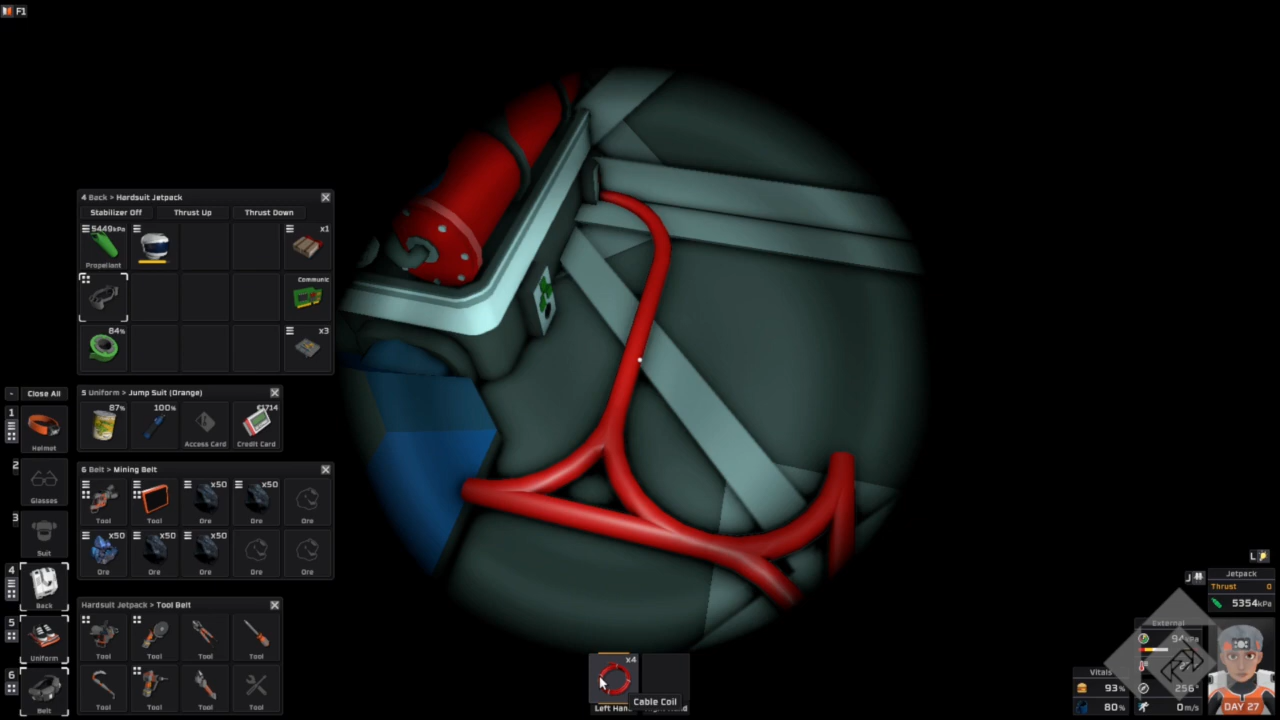 F1
4 Back > Hardsuit Jetpack
Stabilizer Off Thrust Up Thrust Down
5449kPa x1
Propellant
Communic
84% x3
Close All
5 Uniform > Jump Suit (Orange)
87% 100% €1714
Access Card Credit Card
1
Helmet
2
Glasses
3
Suit
4
Back
5
Uniform
6
Belt
6 Belt > Mining Belt
x50 x50
Tool Tool Ore Ore Ore
x50 x50 x50
Ore Ore Ore Ore Ore
Hardsuit Jetpack > Tool Belt
Tool Tool Tool Tool
Tool Tool Tool Tool
x4
Cable Coil
L
J
Jetpack
Thrust 0
5354kPa
External
Vitals
93% 256°
80% 0m/s
DAY 27